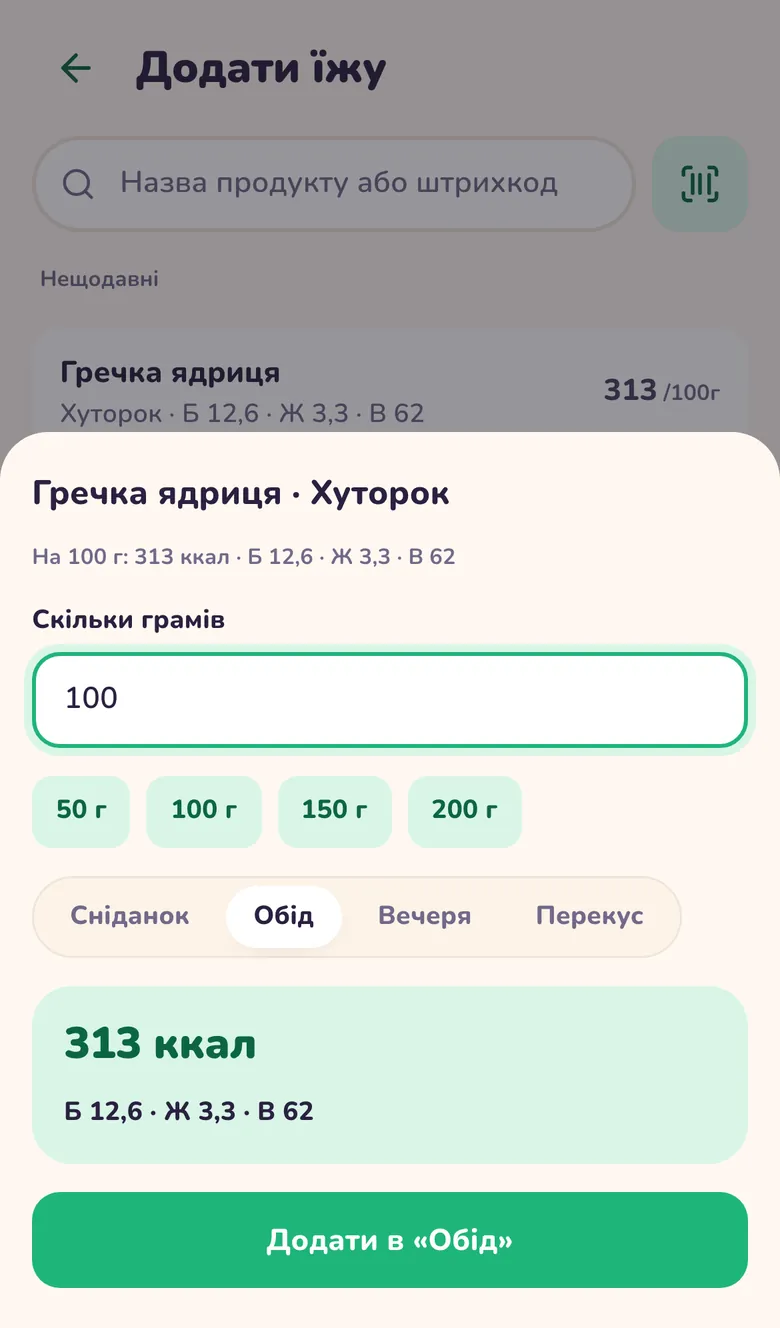 Додати їжу
Назва продукту або штрихкод
Нещодавні
Гречка ядриця
Хуторок · Б 12,6 · Ж 3,3 · В 62
313 /100г
Гречка ядриця · Хуторок
На 100 г: 313 ккал · Б 12,6 · Ж 3,3 · В 62
Скільки грамів
100
50 г 100 г 150 г 200 г
Сніданок Обід Вечеря Перекус
313 ккал
Б 12,6 · Ж 3,3 · В 62
Додати в «Обід»